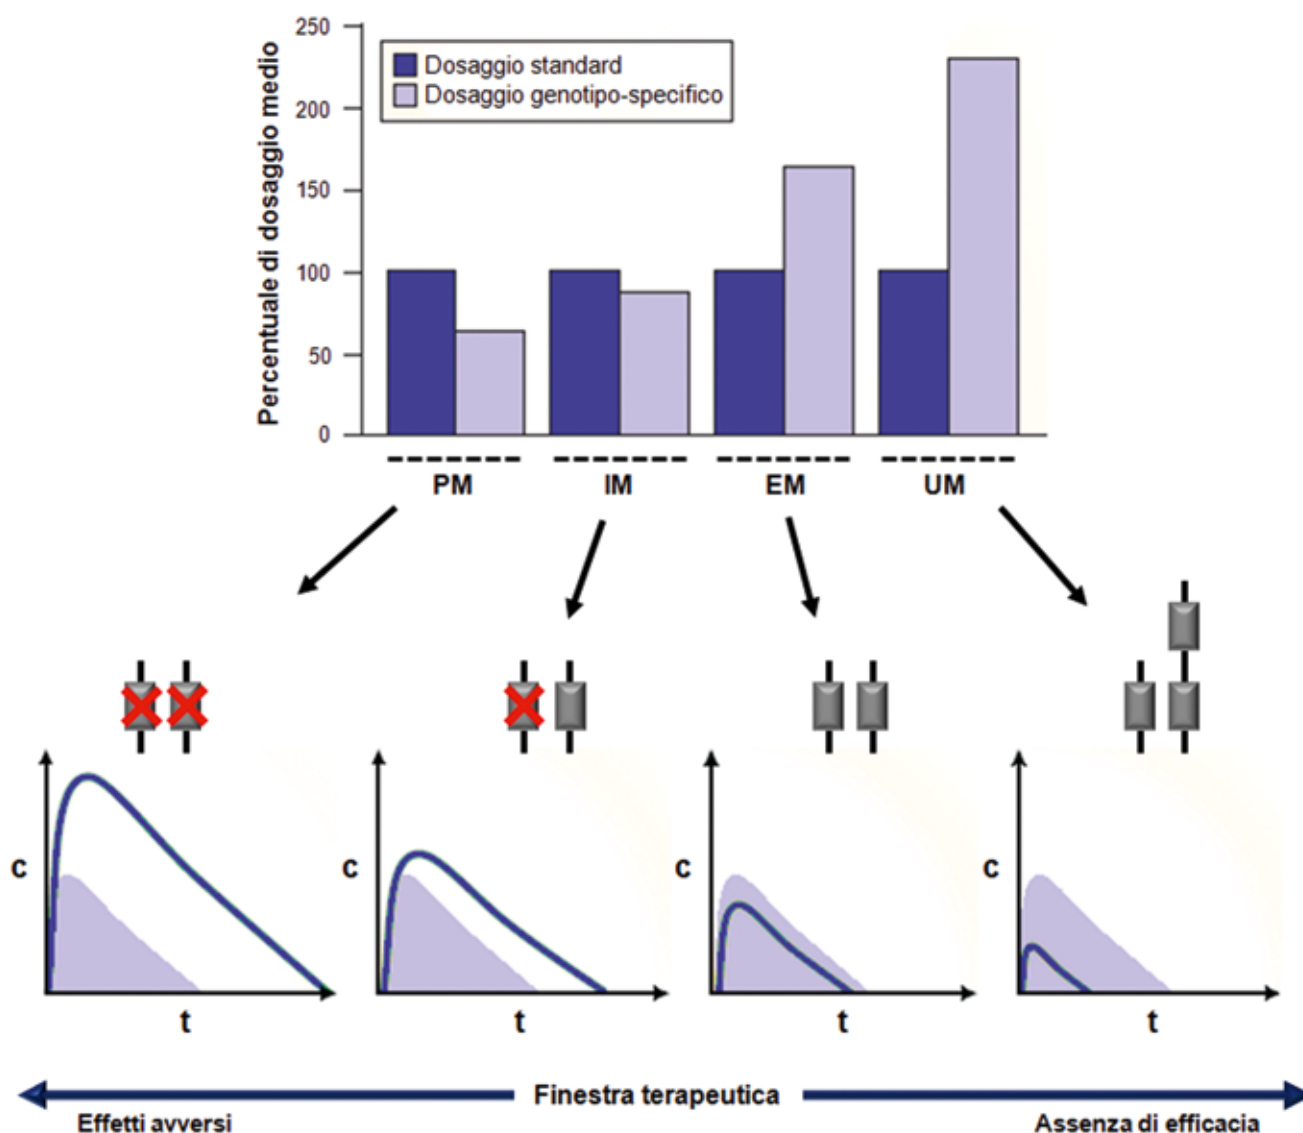 250
Dosaggio standard
Dosaggio genotipo-specifico
200
150
100
50
0
Percentuale di dosaggio medio
PM IM EM UM
c c c c
t t t t
Finestra terapeutica
Effetti avversi Assenza di efficacia